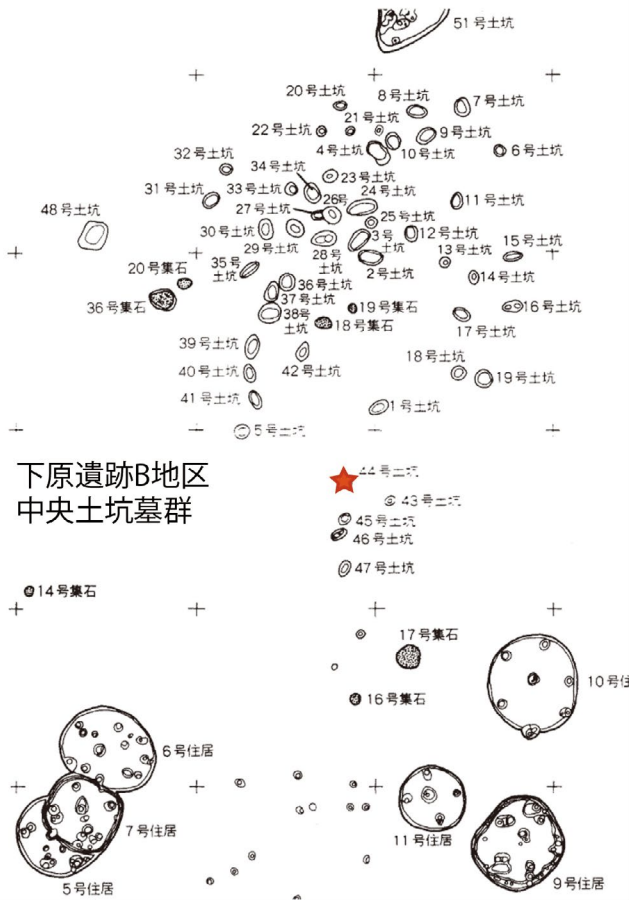 51号土坑
20号土坑
8号土坑
7号土坑
21号土坑
22号土坑
9号土坑
4号土坑
10号土坑
6号土坑
32号土坑
34号土坑
23号土坑
31号土坑
33号土坑
26号
24号土坑
11号土坑
48号土坑
27号土坑
25号土坑
30号土坑
3号
土坑
12号土坑
29号土坑
28号
土坑
13号土坑
15号土坑
20号集石
35号
土坑
2号土坑
36号土坑
14号土坑
36号集石
37号土坑
19号集石
16号土坑
38号
土坑
18号集石
17号土坑
39号土坑
42号土坑
18号土坑
40号土坑
19号土坑
41号土坑
1号土坑
5号土坑
下原遺跡B地区
中央土坑墓群
44号土坑
43号土坑
45号土坑
46号土坑
47号土坑
14号集石
17号集石
10号住
16号集石
6号住居
7号住居
11号住居
5号住居
9号住居